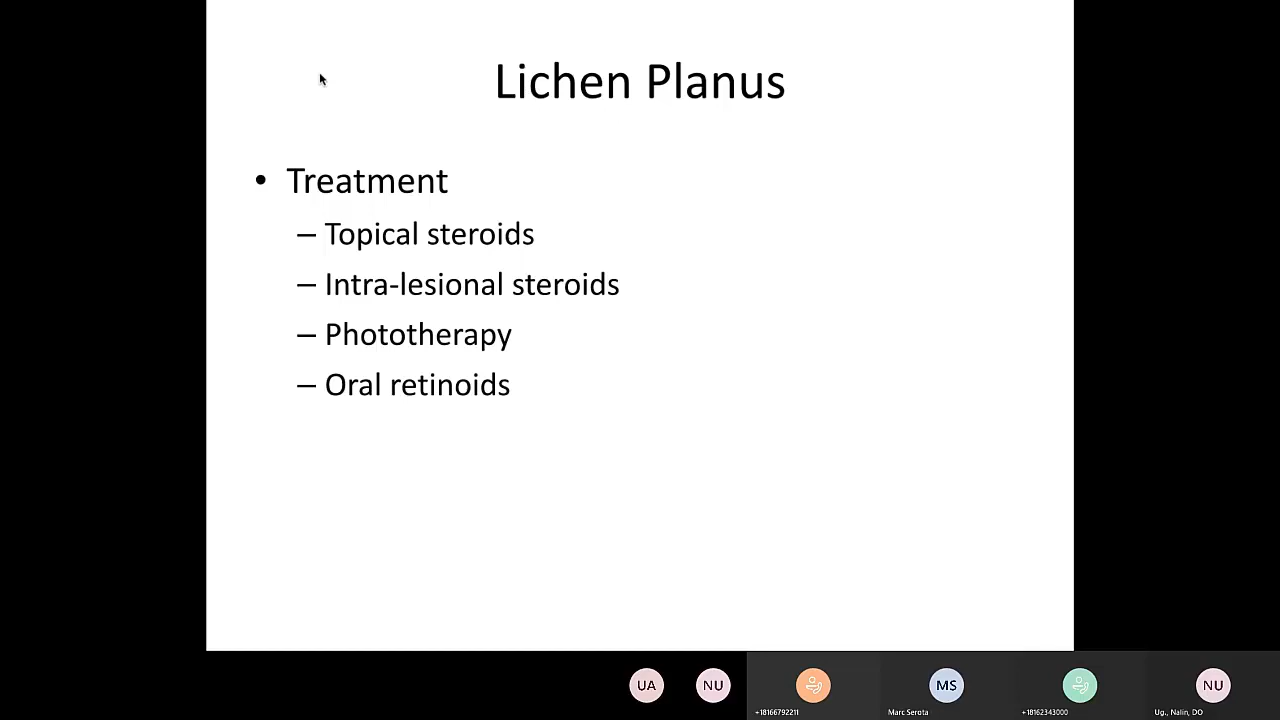 Lichen Planus
• Treatment
– Topical steroids
– Intra-lesional steroids
– Phototherapy
– Oral retinoids
UA
NU
MS
NU
+18166792211
Marc Serota
+18162343000
Ug., Nalin, DO